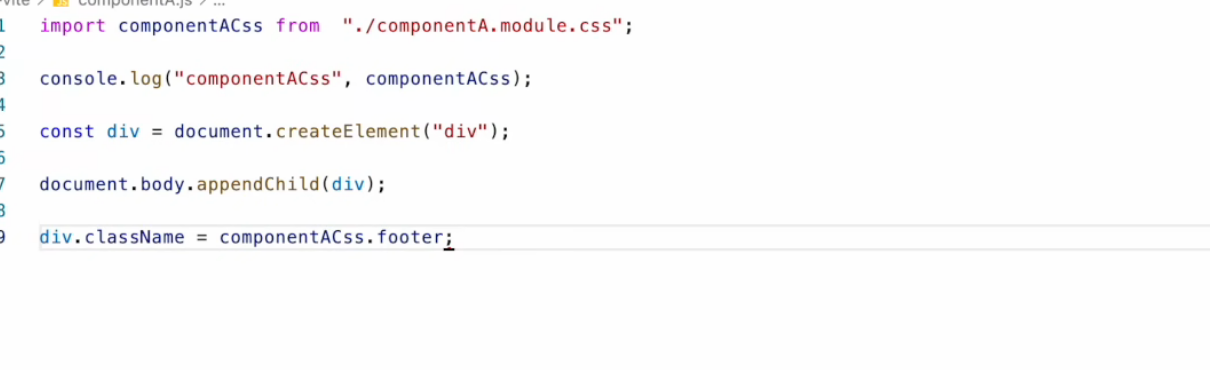 -vite > componentA.js > ...
1 import componentACss from  "./componentA.module.css";
2
3 console.log("componentACss", componentACss);
4
5 const div = document.createElement("div");
6
7 document.body.appendChild(div);
8
9 div.className = componentACss.footer;